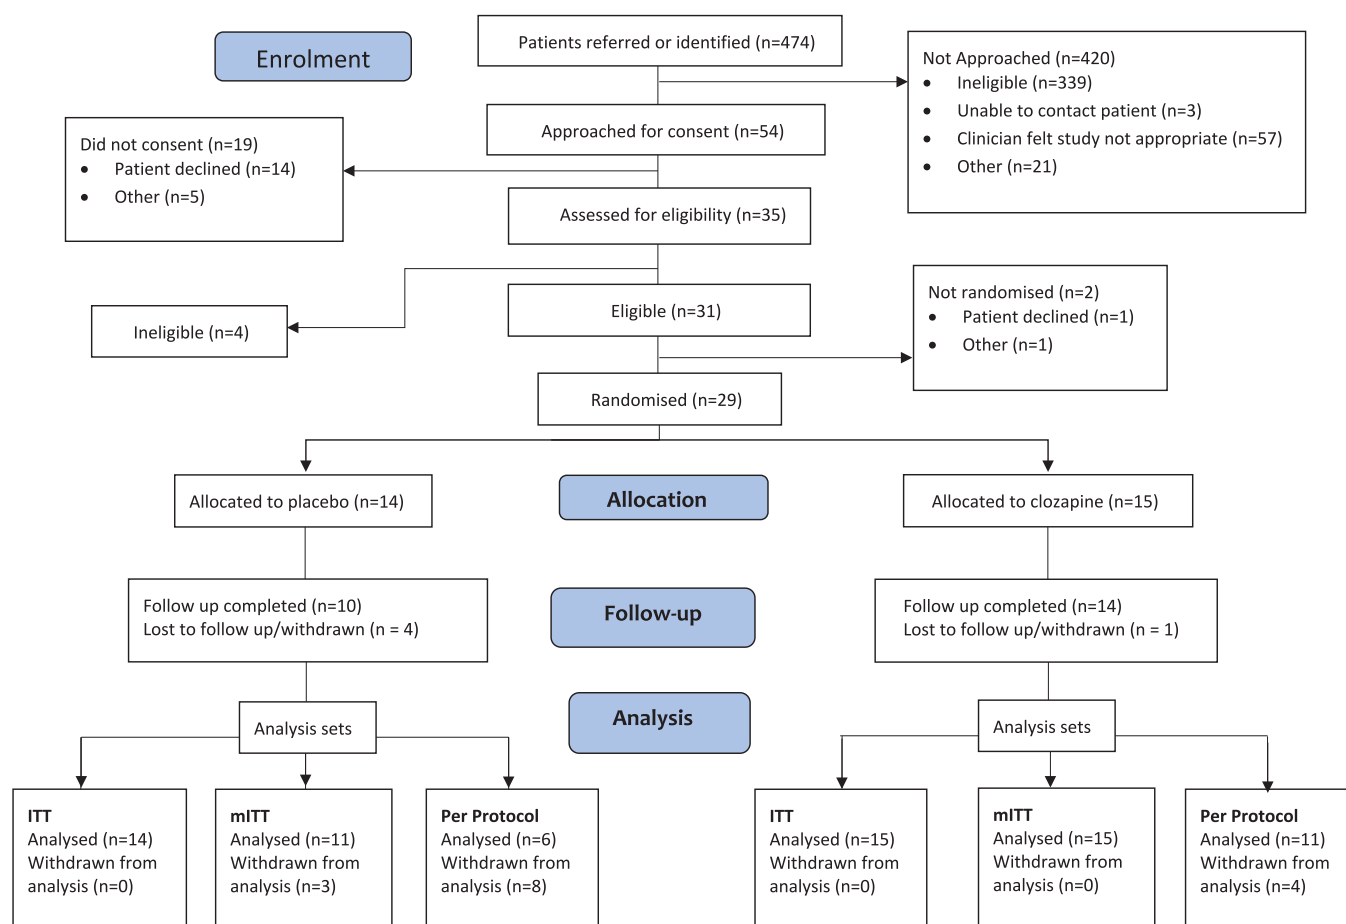 Enrolment
Patients referred or identified (n=474)
Not Approached (n=420)
• Ineligible (n=339)
• Unable to contact patient (n=3)
• Clinician felt study not appropriate (n=57)
• Other (n=21)
Approached for consent (n=54)
Did not consent (n=19)
• Patient declined (n=14)
• Other (n=5)
Assessed for eligibility (n=35)
Ineligible (n=4)
Eligible (n=31)
Not randomised (n=2)
• Patient declined (n=1)
• Other (n=1)
Randomised (n=29)
Allocation
Allocated to placebo (n=14)
Allocated to clozapine (n=15)
Follow-up
Follow up completed (n=10)
Lost to follow up/withdrawn (n = 4)
Follow up completed (n=14)
Lost to follow up/withdrawn (n = 1)
Analysis
Analysis sets
Analysis sets
ITT
Analysed (n=14)
Withdrawn from
analysis (n=0)
mITT
Analysed (n=11)
Withdrawn from
analysis (n=3)
Per Protocol
Analysed (n=6)
Withdrawn from
analysis (n=8)
ITT
Analysed (n=15)
Withdrawn from
analysis (n=0)
mITT
Analysed (n=15)
Withdrawn from
analysis (n=0)
Per Protocol
Analysed (n=11)
Withdrawn from
analysis (n=4)